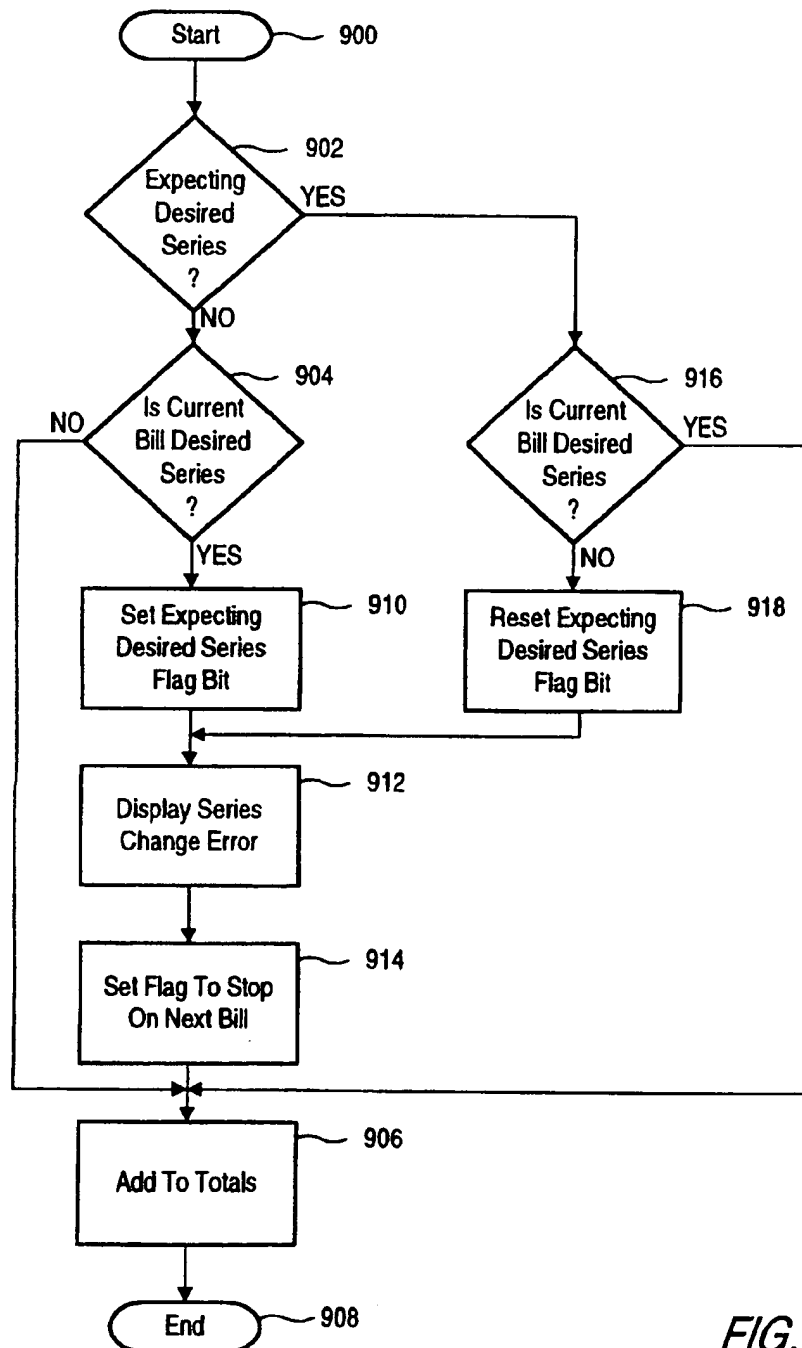 Start
900
902
Expecting
Desired
Series
?
YES
NO
904
Is Current
Bill Desired
Series
?
NO
YES
916
Is Current
Bill Desired
Series
?
YES
NO
910
Set Expecting
Desired Series
Flag Bit
918
Reset Expecting
Desired Series
Flag Bit
912
Display Series
Change Error
914
Set Flag To Stop
On Next Bill
906
Add To Totals
End
908
FIG.